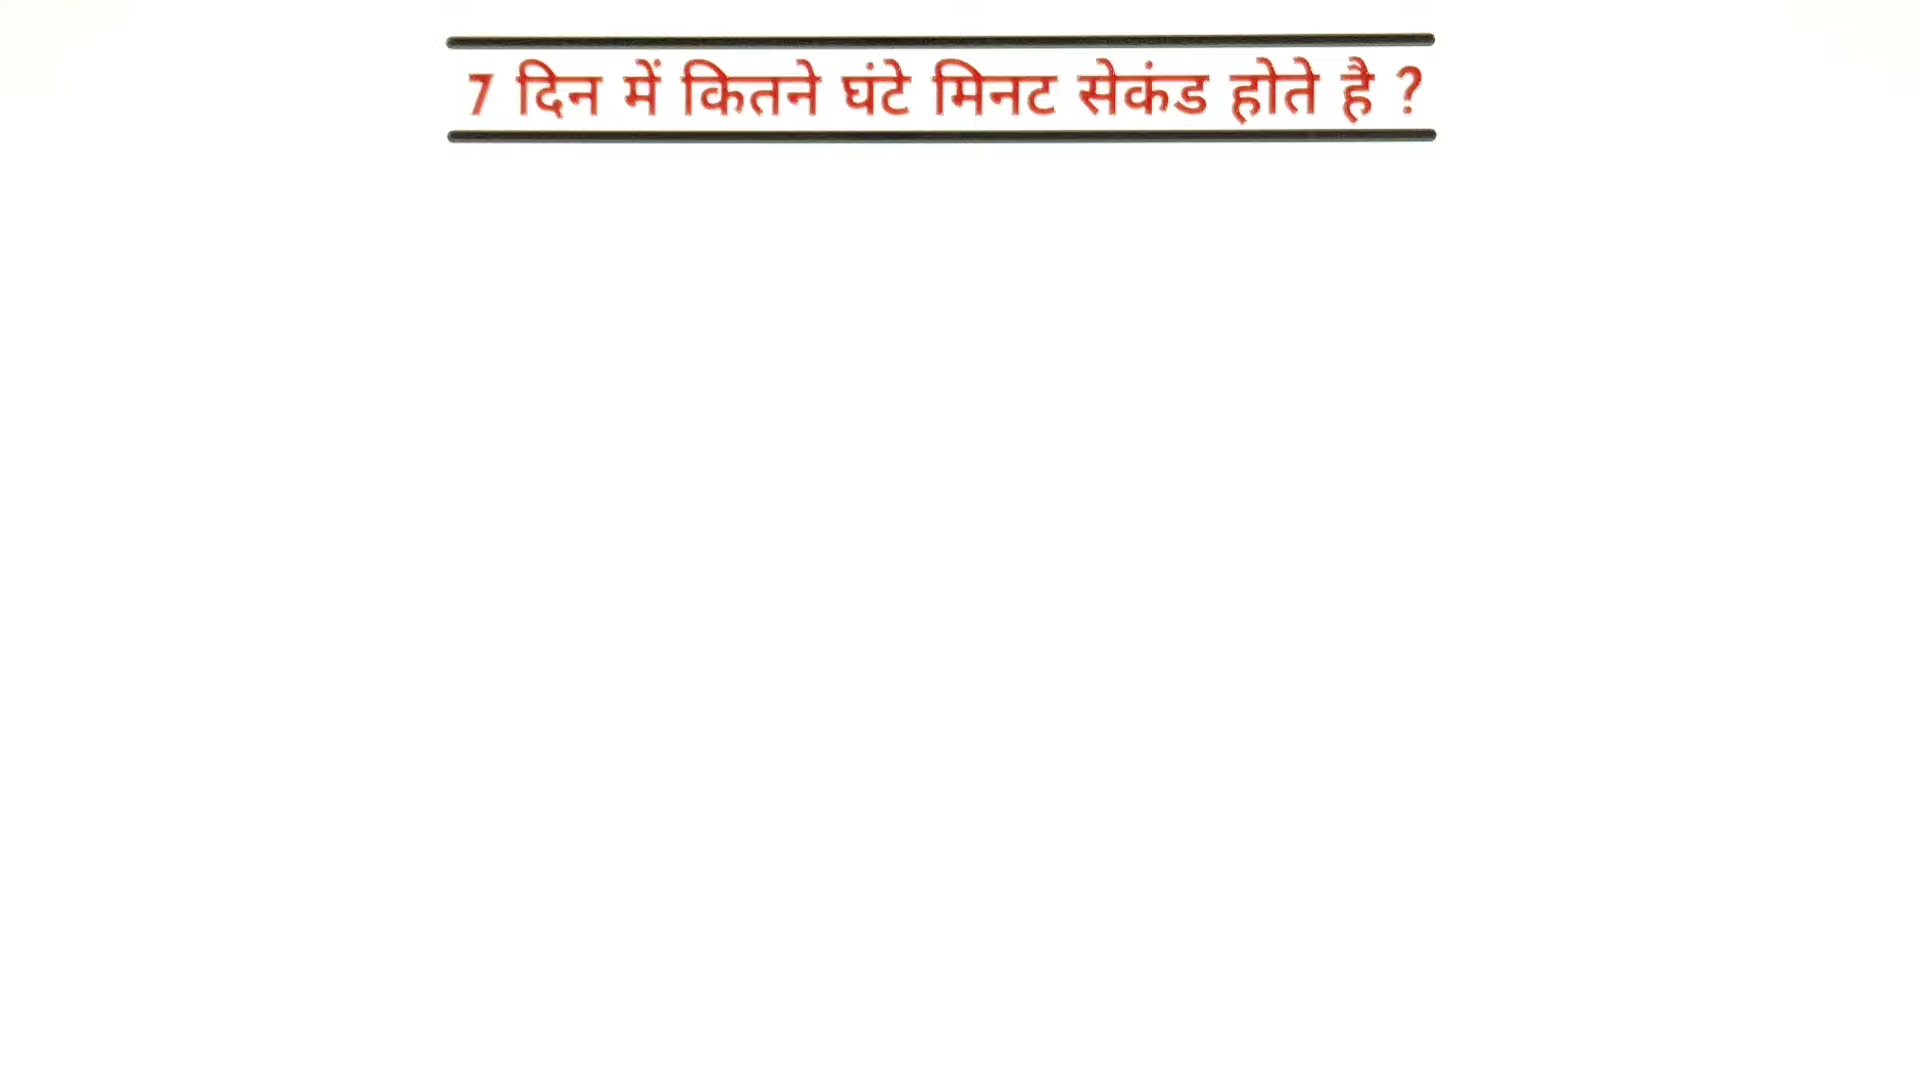 7 दिन में कितने घंटे मिनट सेकंड होते है ?